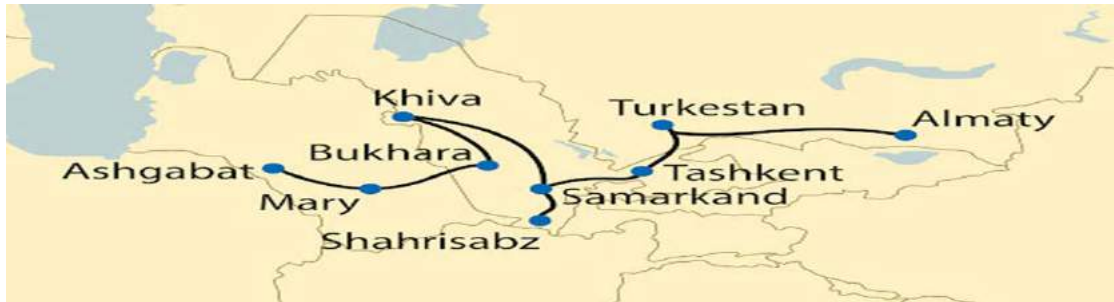 Khiva
Turkestan
Almaty
Bukhara
Ashgabat
Tashkent
Mary
Samarkand
Shahrisabz